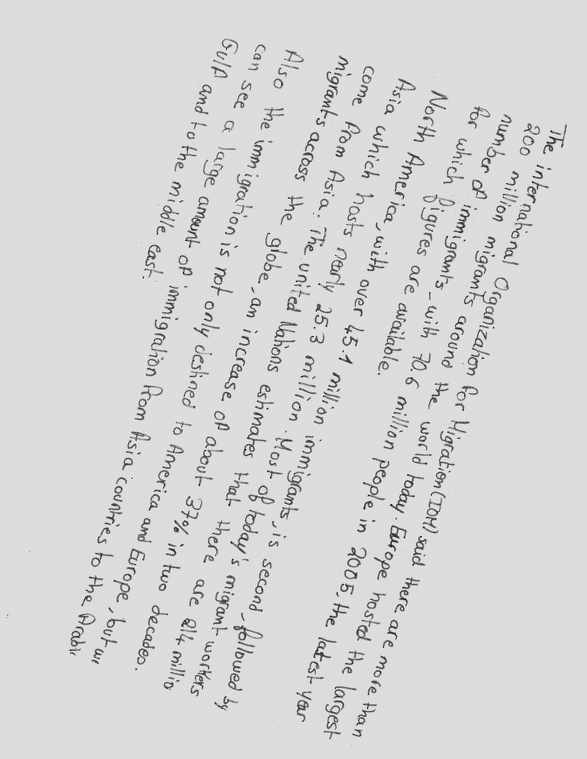 The international Organization for Migration (IOM) said there are more than
200 million migrants around the world today. Europe hosted the largest
number of immigrants, with 70.6 million people in 2005, the latest year
for which figures are available.
North America, with over 45.1 million immigrants, is second, followed by
Asia which hosts nearly 25.3 million. Most of today's migrant workers
come from Asia. The united Nations estimates that there are 214 millio
migrants across the globe, an increase of about 37% in two decades.
Also the immigration is not only destined to America and Europe, but w
can see a large amount of immigration from Asia countries to the Arabi
Gulf and to the middle east.